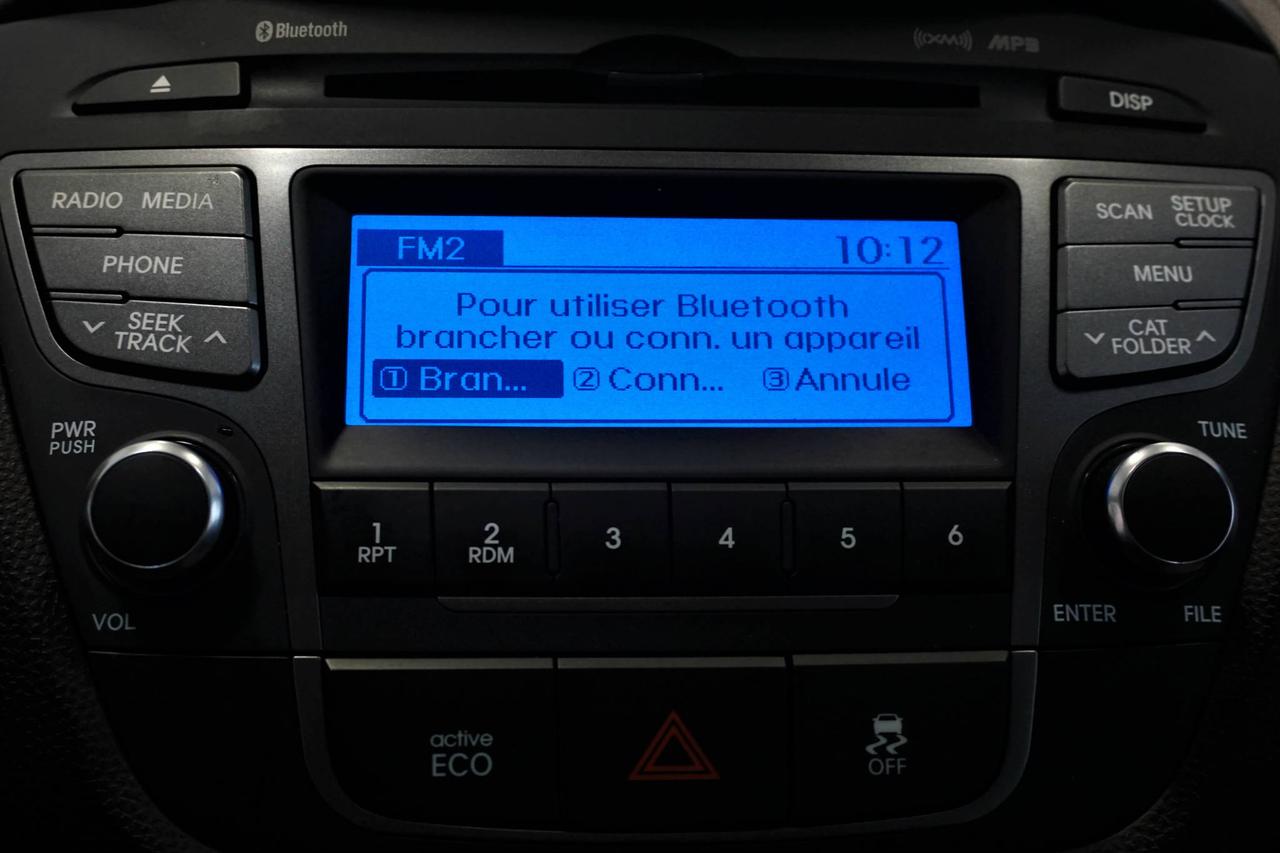 Bluetooth
XM MP3
DISP
RADIO MEDIA
PHONE
SEEK
TRACK
SCAN
SETUP
CLOCK
MENU
CAT
FOLDER
FM2 10:12
Pour utiliser Bluetooth
brancher ou conn. un appareil
① Bran... ② Conn... ③ Annule
PWR
PUSH
VOL
TUNE
ENTER FILE
1
RPT
2
RDM
3
4
5
6
active
ECO
OFF